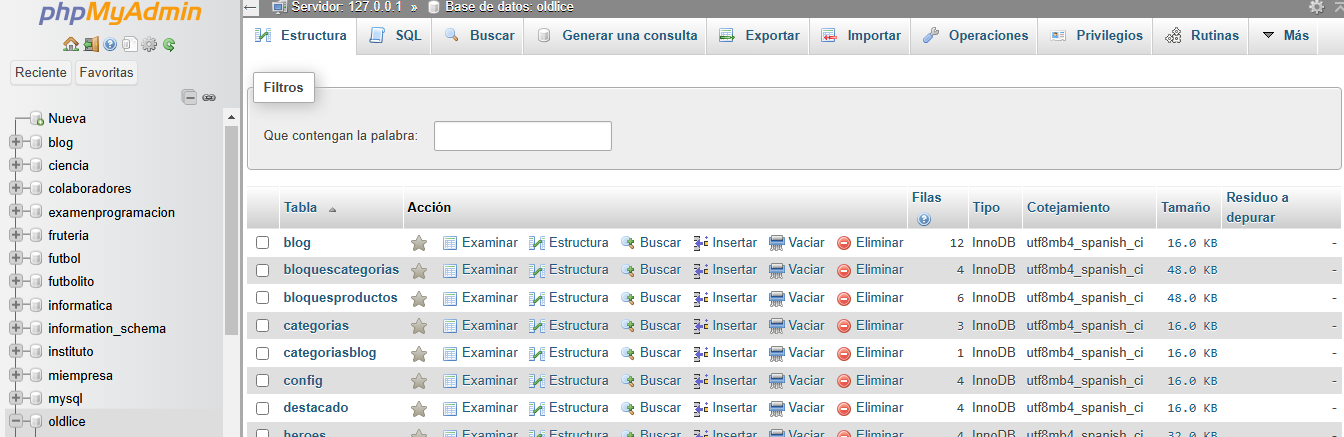 phpMyAdmin
Reciente Favoritas
Nueva
blog
ciencia
colaboradores
examenprogramacion
fruteria
futbol
futbolito
informatica
information_schema
instituto
miempresa
mysql
oldlice
Servidor: 127.0.0.1 » Base de datos: oldlice
Estructura SQL Buscar Generar una consulta Exportar Importar Operaciones Privilegios Rutinas Más
Filtros
Que contengan la palabra:
Tabla Acción Filas Tipo Cotejamiento Tamaño Residuo a depurar
blog Examinar Estructura Buscar Insertar Vaciar Eliminar 12 InnoDB utf8mb4_spanish_ci 16.0 KB -
bloquescategorias Examinar Estructura Buscar Insertar Vaciar Eliminar 4 InnoDB utf8mb4_spanish_ci 48.0 KB -
bloquesproductos Examinar Estructura Buscar Insertar Vaciar Eliminar 6 InnoDB utf8mb4_spanish_ci 48.0 KB -
categorias Examinar Estructura Buscar Insertar Vaciar Eliminar 3 InnoDB utf8mb4_spanish_ci 16.0 KB -
categoriasblog Examinar Estructura Buscar Insertar Vaciar Eliminar 1 InnoDB utf8mb4_spanish_ci 16.0 KB -
config Examinar Estructura Buscar Insertar Vaciar Eliminar 4 InnoDB utf8mb4_spanish_ci 16.0 KB -
destacado Examinar Estructura Buscar Insertar Vaciar Eliminar 4 InnoDB utf8mb4_spanish_ci 16.0 KB -
heroes Examinar Estructura Buscar Insertar Vaciar Eliminar 4 InnoDB utf8mb4_spanish_ci 32.0 KB -